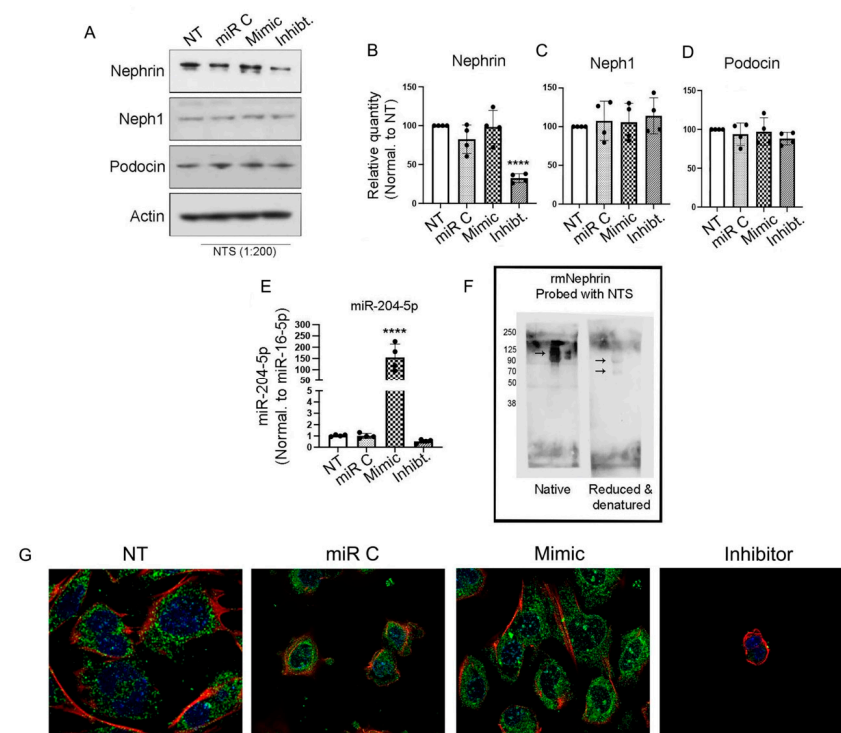 A
NT miR C Mimic Inhibt.
Nephrin
Neph1
Podocin
Actin
NTS (1:200)
B
Nephrin
Relative quantity
(Normal. to NT)
150
100
50
0
****
NT miR C Mimic Inhibt.
C
Neph1
150
100
50
0
NT miR C Mimic Inhibt.
D
Podocin
150
100
50
0
NT miR C Mimic Inhibt.
E
miR-204-5p
miR-204-5p
(Normal. to miR-16-5p)
300
250
200
150
100
50
5
4
3
2
1
0
****
NT miR C Mimic Inhibt.
F
rmNephrin
Probed with NTS
250
125
90
70
50
38
Native
Reduced &
denatured
G
NT miR C Mimic Inhibitor